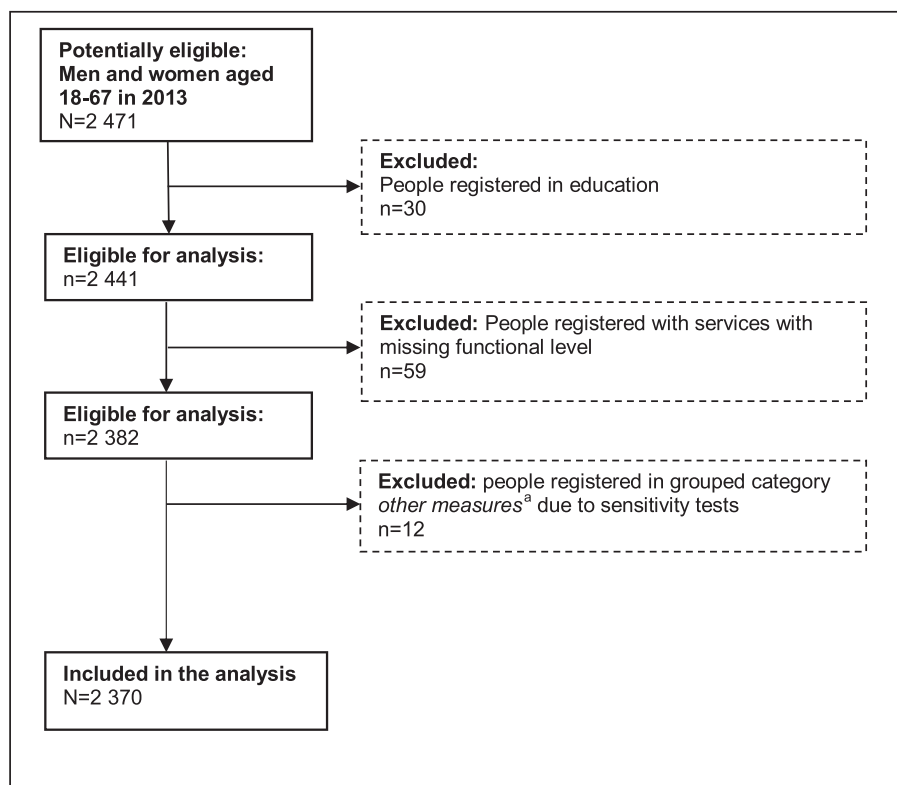 Potentially eligible:
Men and women aged
18-67 in 2013
N=2 471
Excluded:
People registered in education
n=30
Eligible for analysis:
n=2 441
Excluded: People registered with services with
missing functional level
n=59
Eligible for analysis:
n=2 382
Excluded: people registered in grouped category
other measuresª due to sensitivity tests
n=12
Included in the analysis
N=2 370